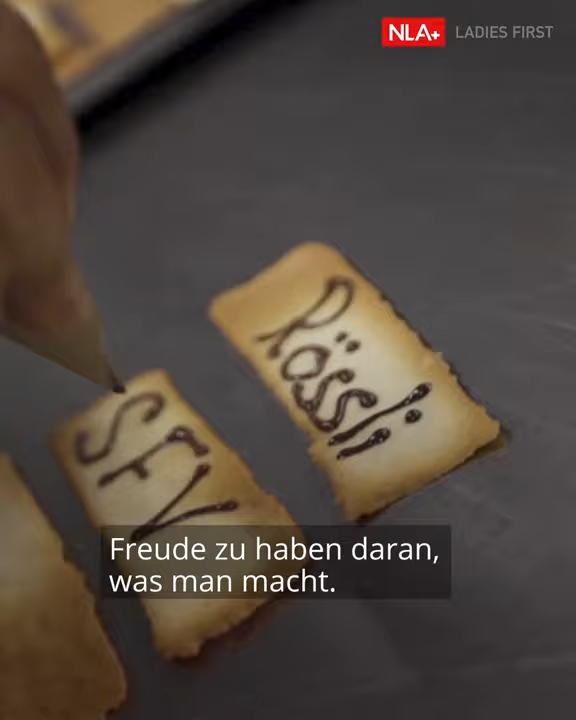 NLA+ LADIES FIRST
Rössli
SFV
Freude zu haben daran,
was man macht.